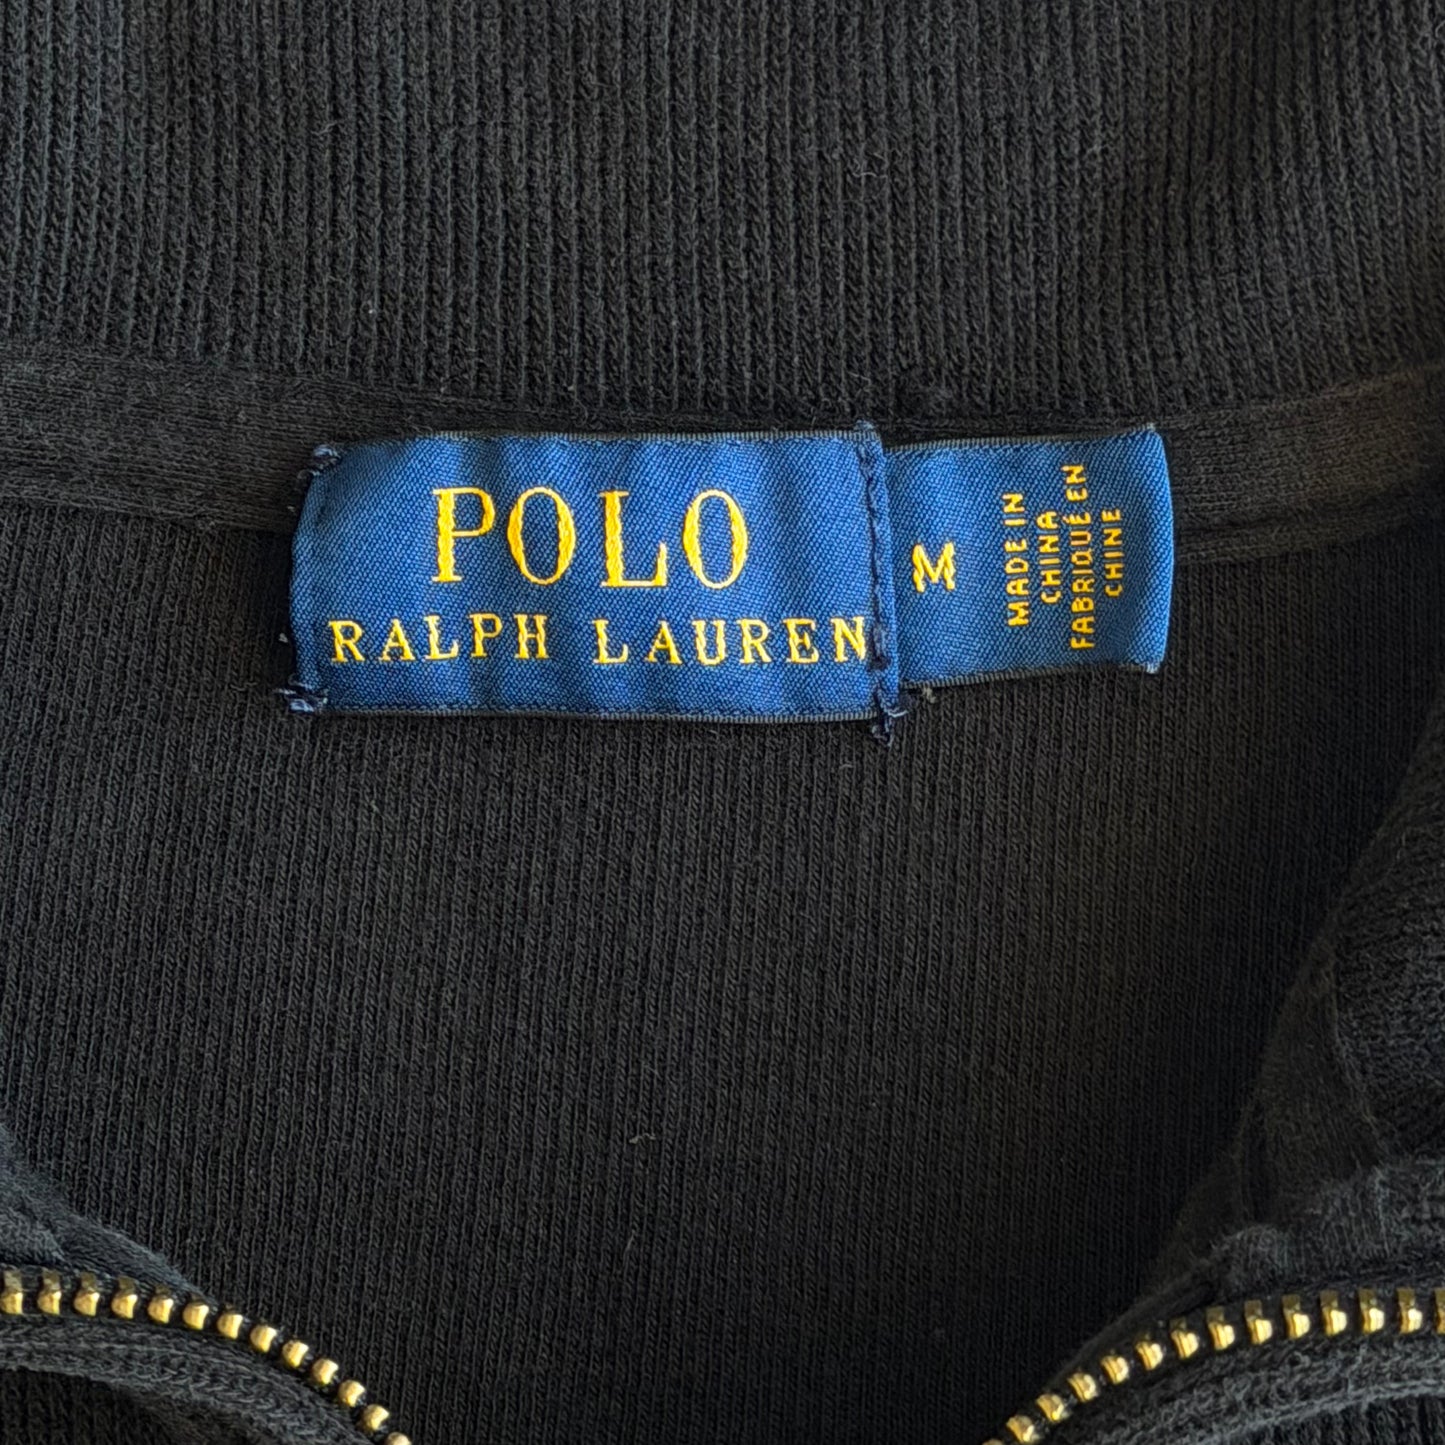 POLO
RALPH LAUREN
M
MADE IN
CHINA
FABRIQUÉ EN
CHINE